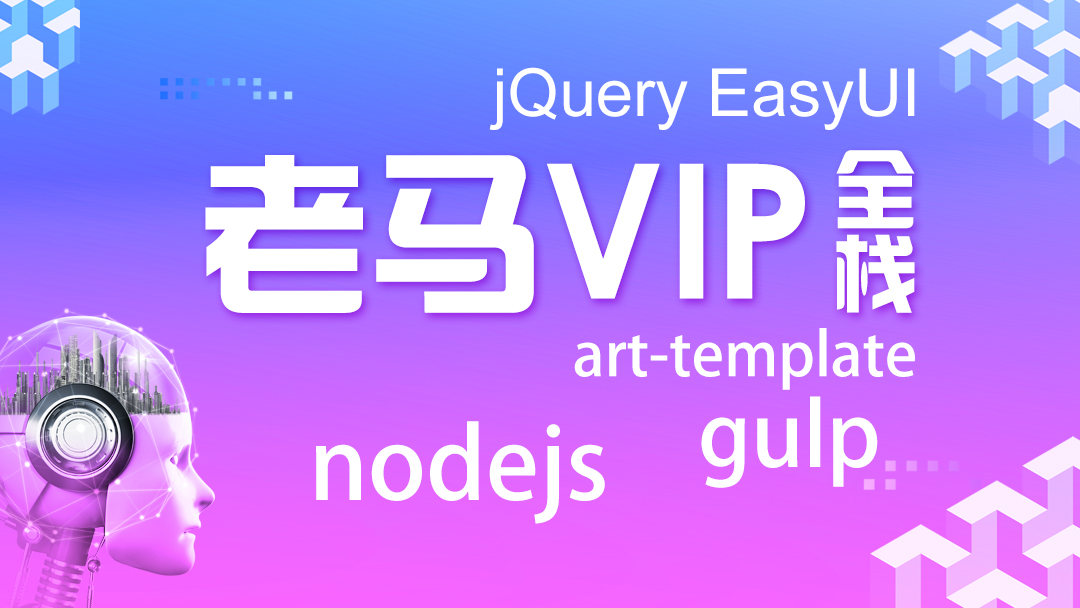 jQuery EasyUI
老马VIP全栈
art-template
gulp
nodejs